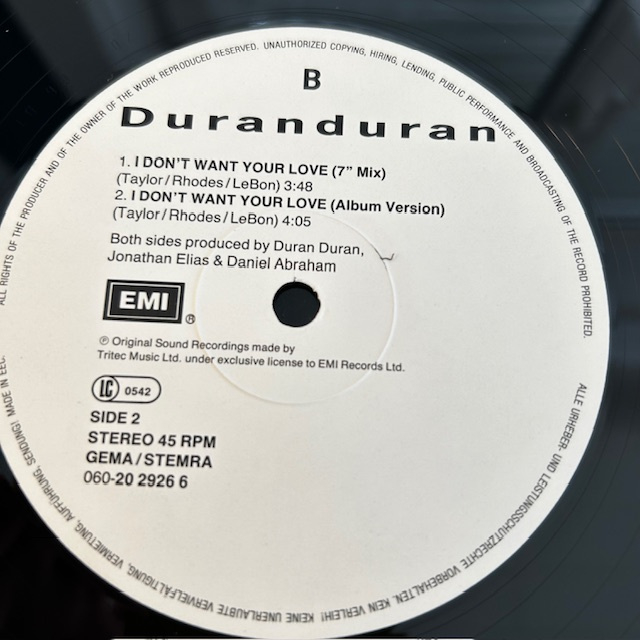 ALL RIGHTS OF THE PRODUCER AND OF THE OWNER OF THE WORK REPRODUCED RESERVED. UNAUTHORIZED COPYING, HIRING, LENDING, PUBLIC PERFORMANCE AND BROADCASTING OF THE RECORD PROHIBITED.
B
Duranduran
1. I DON'T WANT YOUR LOVE (7" Mix)
(Taylor/Rhodes/LeBon) 3:48
2. I DON'T WANT YOUR LOVE (Album Version)
(Taylor/Rhodes/LeBon) 4:05
Both sides produced by Duran Duran,
Jonathan Elias & Daniel Abraham
EMI®
℗ Original Sound Recordings made by
Tritec Music Ltd. under exclusive license to EMI Records Ltd.
LC 0542
SIDE 2
STEREO 45 RPM
GEMA/STEMRA
060-20 2926 6
ALLE URHEBER- UND LEISTUNGSSCHUTZRECHTE VORBEHALTEN. KEIN VERLEIH! KEINE UNERLAUBTE VERVIELFÄLTIGUNG, VERMIETUNG, AUFFÜHRUNG, SENDUNG! MADE IN EEC.